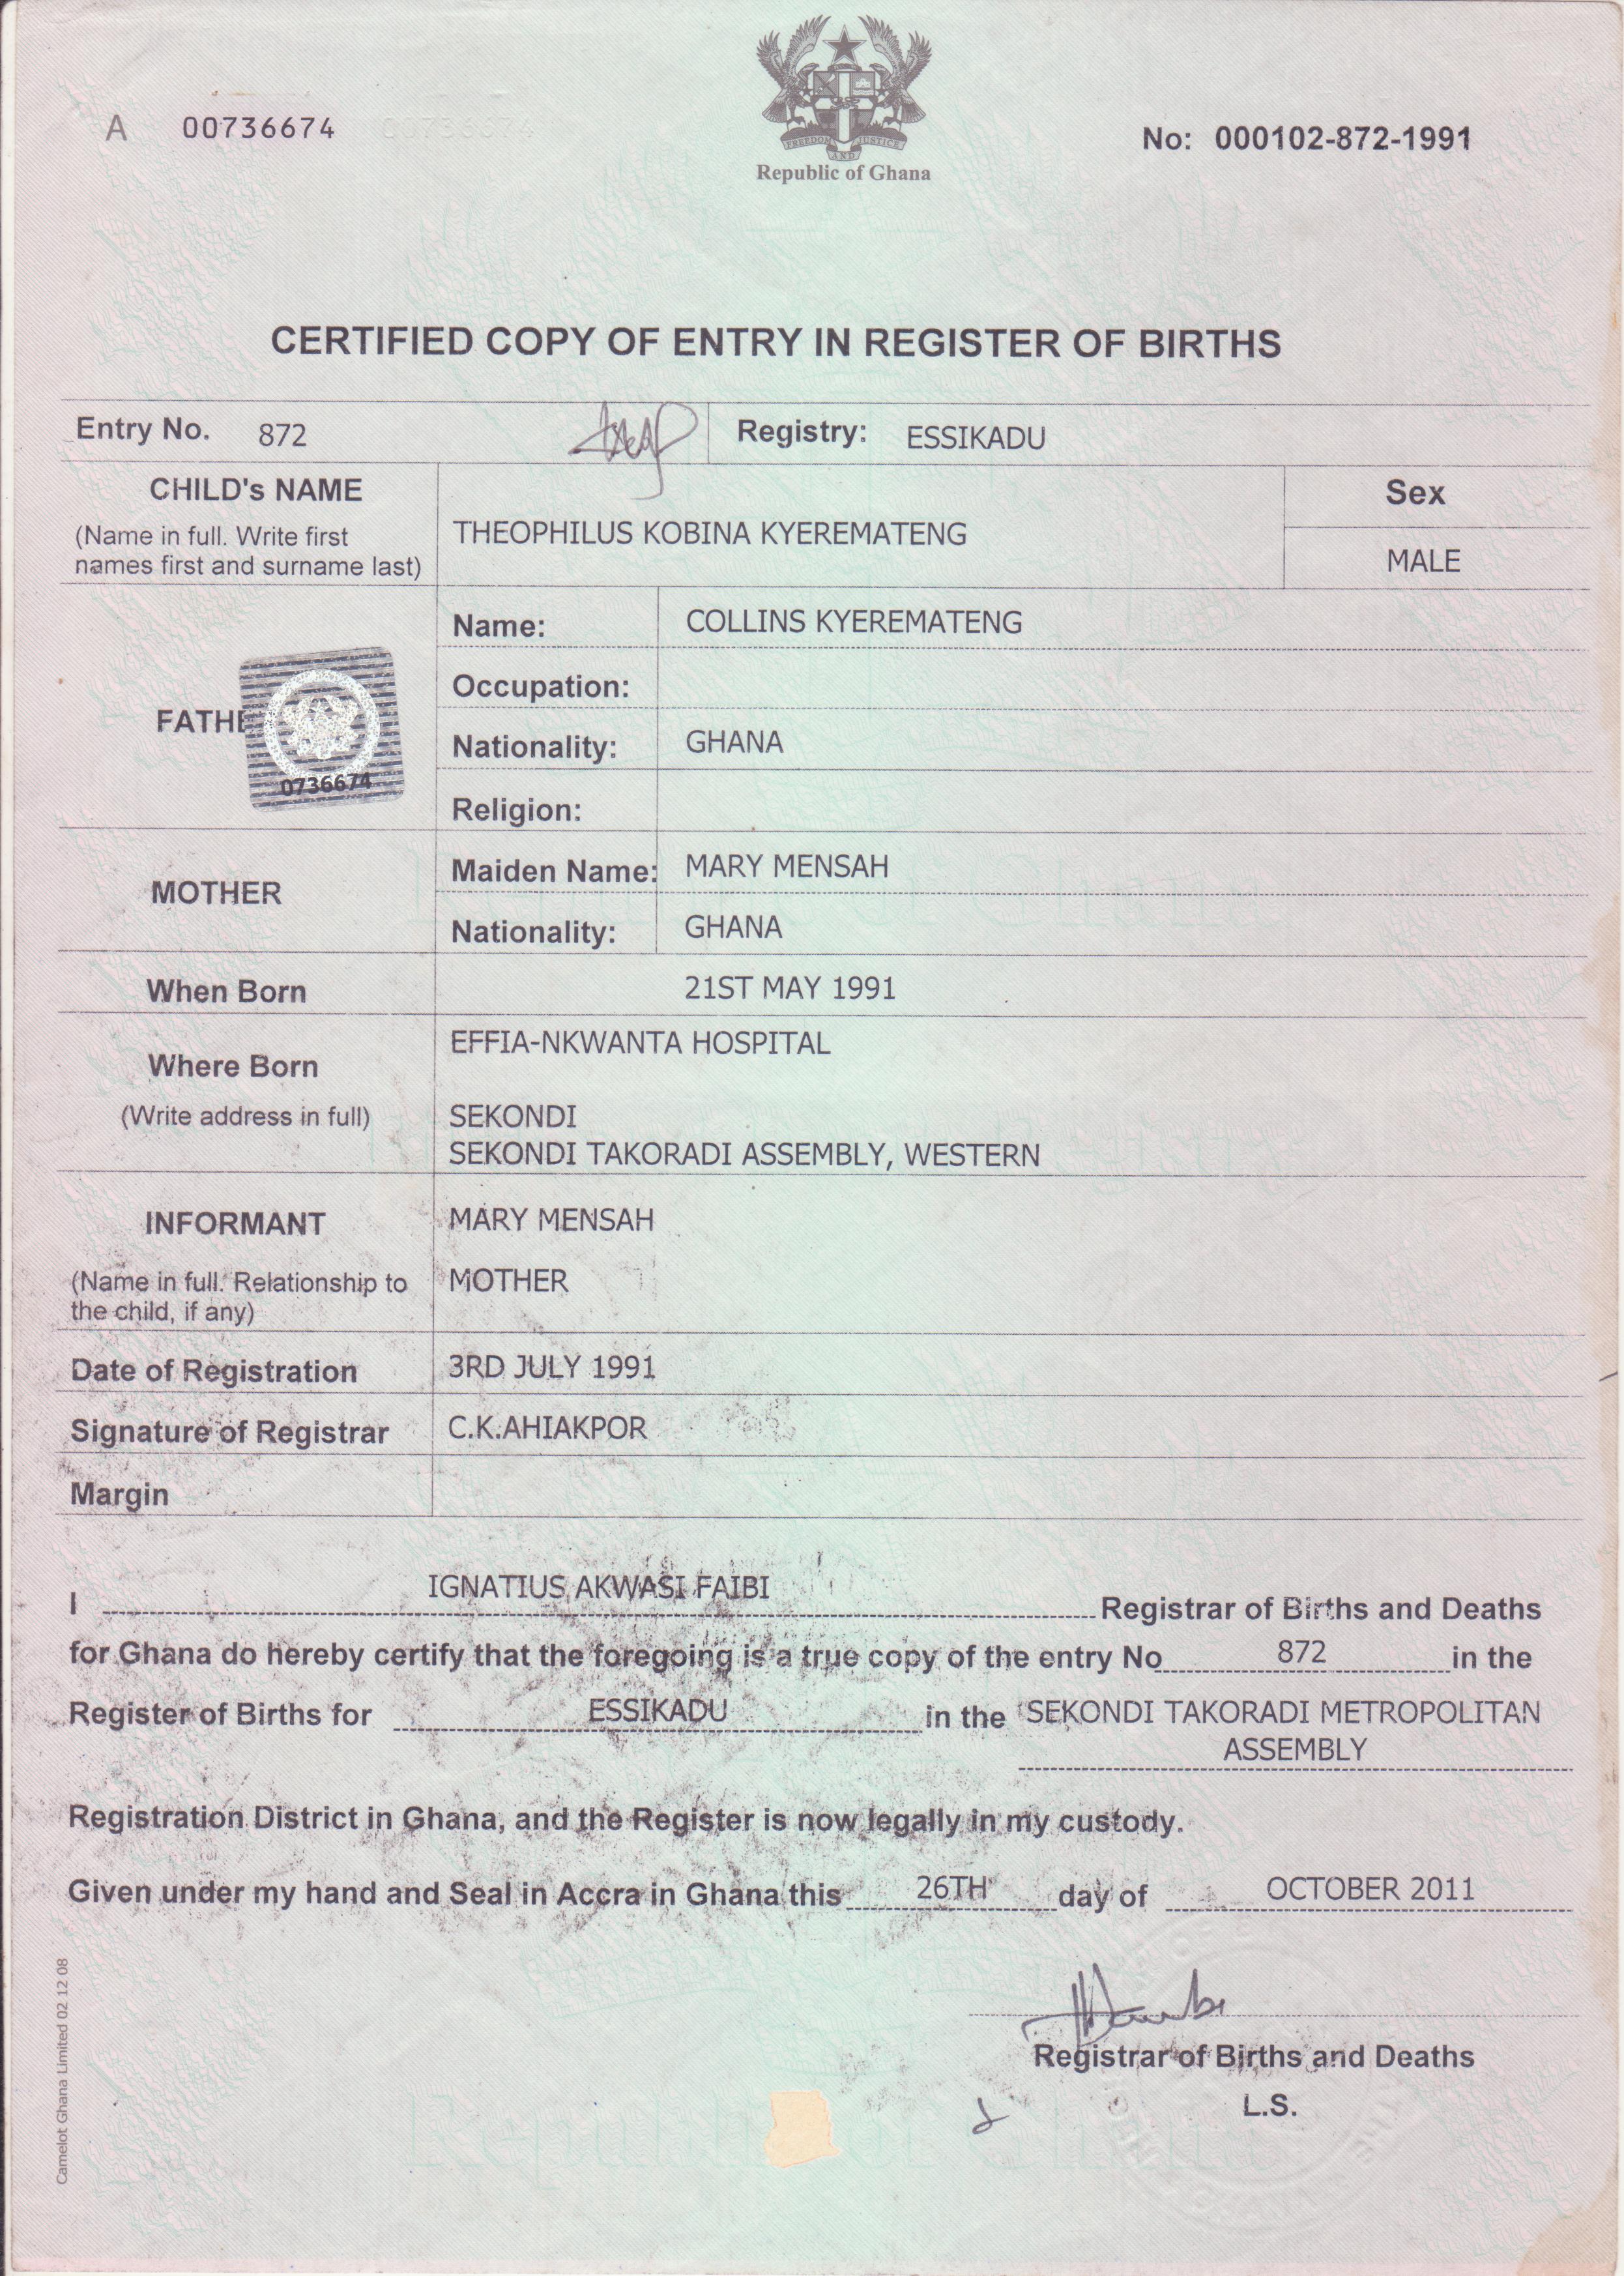 A 00736674
FREEDOM AND JUSTICE
Republic of Ghana
No: 000102-872-1991
CERTIFIED COPY OF ENTRY IN REGISTER OF BIRTHS
Entry No. 872 Registry: ESSIKADU
CHILD's NAME
(Name in full. Write first
names first and surname last)
THEOPHILUS KOBINA KYEREMATENG
Sex
MALE
FATHE
0736674
Name: COLLINS KYEREMATENG
Occupation:
Nationality: GHANA
Religion:
MOTHER
Maiden Name: MARY MENSAH
Nationality: GHANA
When Born 21ST MAY 1991
Where Born
(Write address in full)
EFFIA-NKWANTA HOSPITAL
SEKONDI
SEKONDI TAKORADI ASSEMBLY, WESTERN
INFORMANT
(Name in full. Relationship to
the child, if any)
MARY MENSAH
MOTHER
Date of Registration 3RD JULY 1991
Signature of Registrar C.K.AHIAKPOR
Margin
I IGNATIUS AKWASI FAIBI Registrar of Births and Deaths
for Ghana do hereby certify that the foregoing is a true copy of the entry No 872 in the
Register of Births for ESSIKADU in the SEKONDI TAKORADI METROPOLITAN
ASSEMBLY
Registration District in Ghana, and the Register is now legally in my custody.
Given under my hand and Seal in Accra in Ghana this 26TH day of OCTOBER 2011
Registrar of Births and Deaths
L.S.
Camelot Ghana Limited 02 12 08